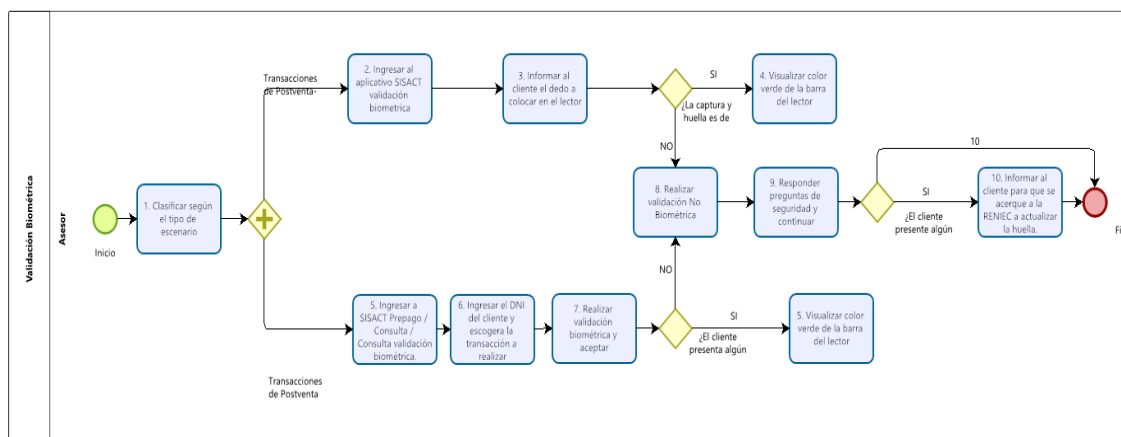 Validación Biométrica
Asesor
Inicio
1. Clasificar según
el tipo de
escenario
Transacciones
de Postventa-
2. Ingresar al
aplicativo SISACT
validación
biometrica
3. Informar al
cliente el dedo a
colocar en el lector
¿La captura y
huella es de
SI
4. Visualizar color
verde de la barra
del lector
NO
8. Realizar
validación No
Biométrica
9. Responder
preguntas de
seguridad y
continuar
10
SI
¿El cliente
presente algún
10. Informar al
cliente para que se
acerque a la
RENIEC a actualizar
la huella.
Fi
NO
Transacciones
de Postventa
5. Ingresar a
SISACT Prepago /
Consulta /
Consulta validación
biométrica.
6. Ingresar el DNI
del cliente y
escogera la
transacción a
realizar
7. Realizar
validación
biométrica y
aceptar
SI
¿El cliente
presenta algún
5. Visualizar color
verde de la barra
del lector